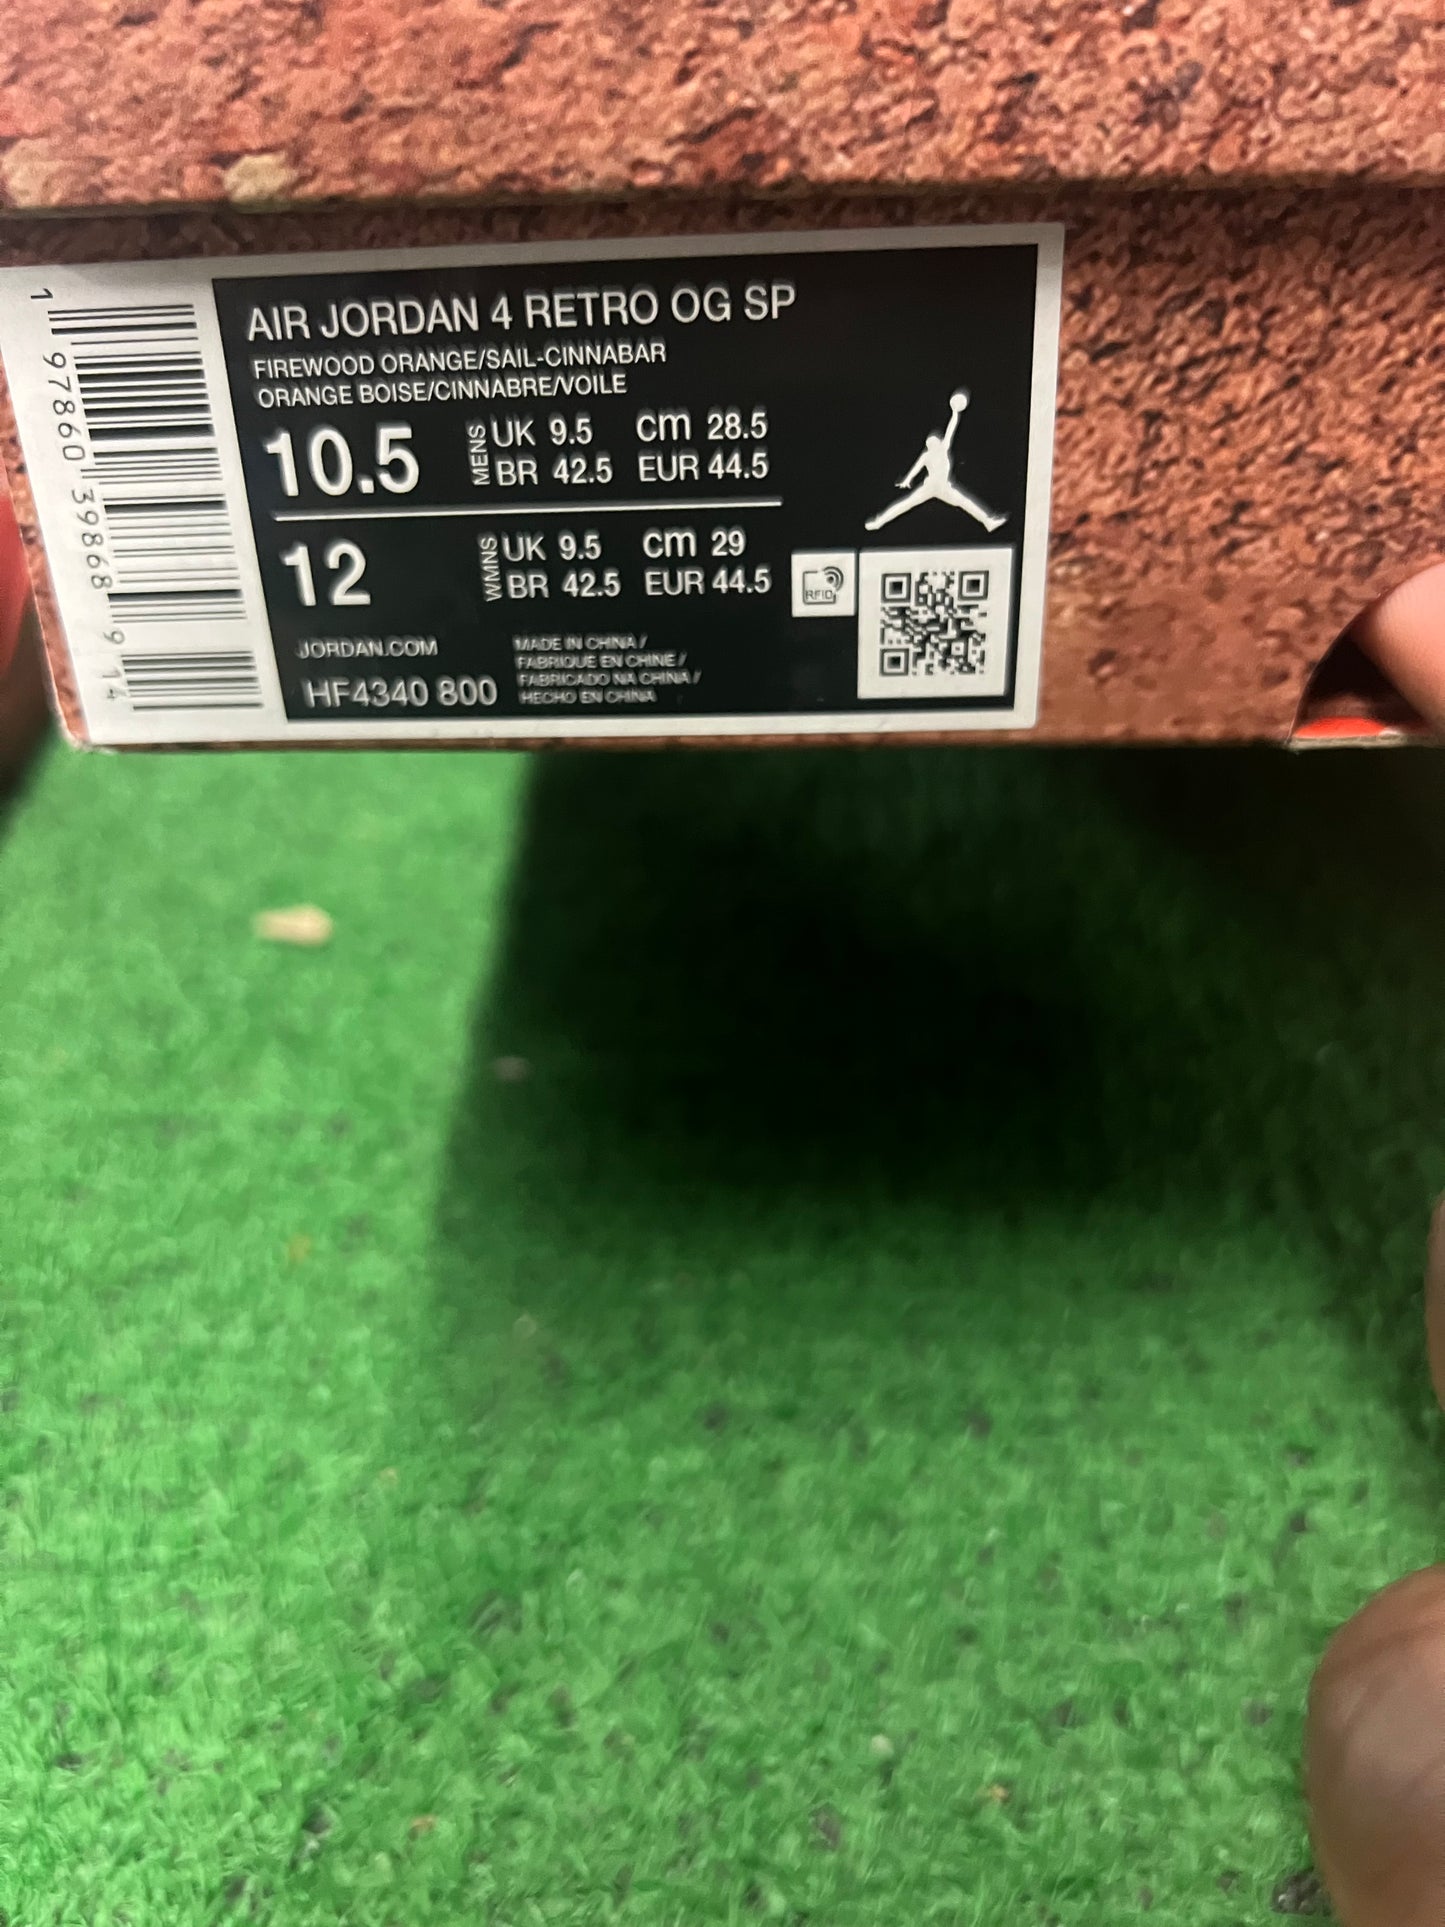 AIR JORDAN 4 RETRO OG SP
FIREWOOD ORANGE/SAIL-CINNABAR
ORANGE BOISE/CINNABRE/VOILE
10.5 MENS UK 9.5 cm 28.5
BR 42.5 EUR 44.5
12 WMNS UK 9.5 cm 29
BR 42.5 EUR 44.5
RFID
JORDAN.COM
HF4340 800
MADE IN CHINA /
FABRIQUE EN CHINE /
FABRICADO NA CHINA /
HECHO EN CHINA
1 97860 39868 9 14